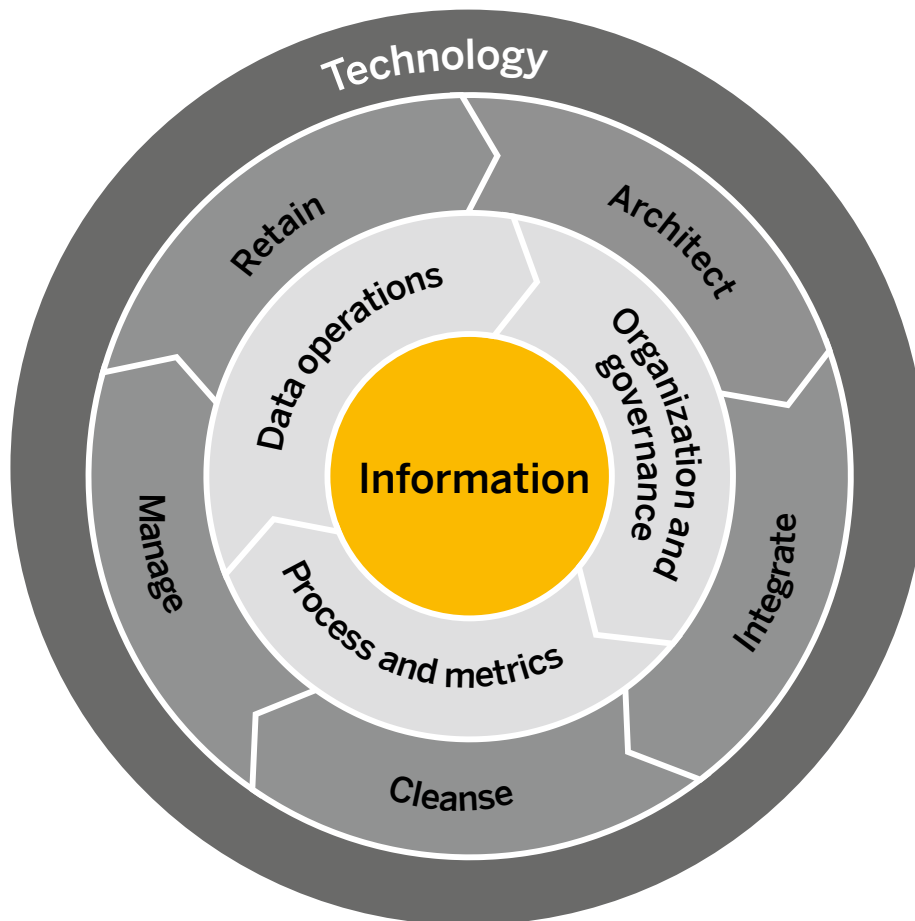 Technology
Retain
Architect
Data operations
Organization and
governance
Information
Manage
Integrate
Process and metrics
Cleanse